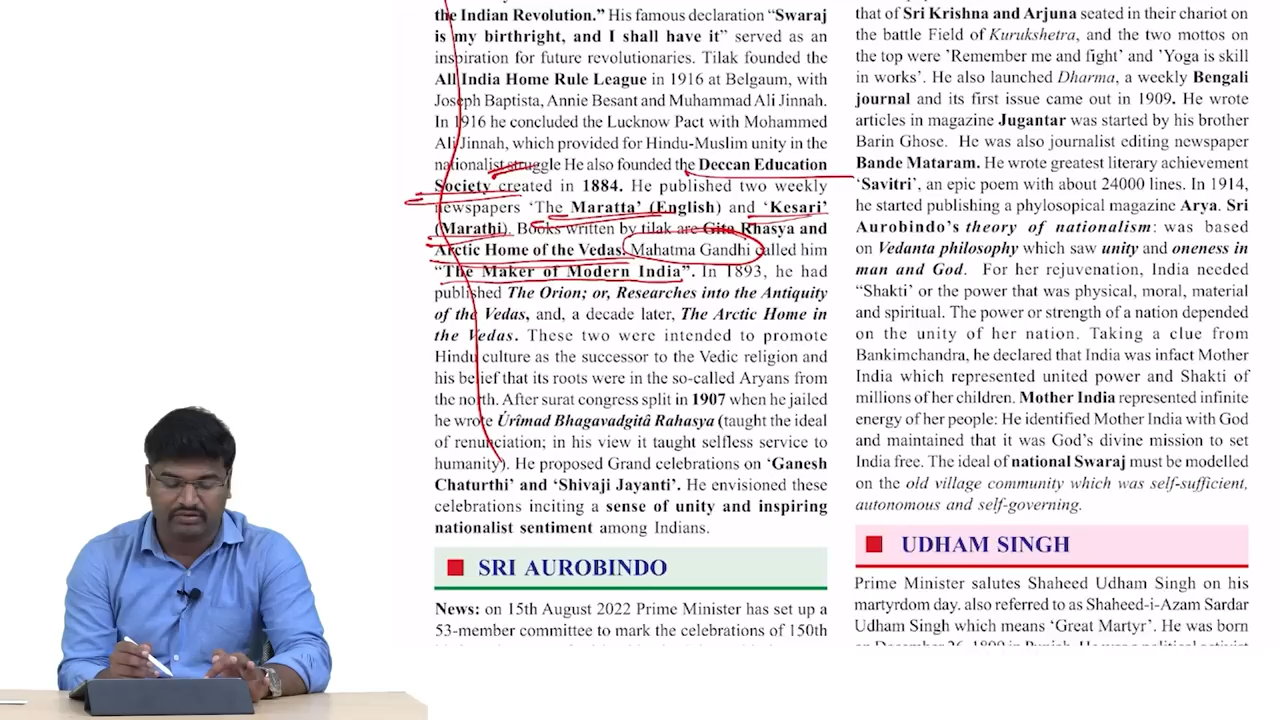 the Indian Revolution." His famous declaration "Swaraj
is my birthright, and I shall have it" served as an
inspiration for future revolutionaries. Tilak founded the
All India Home Rule League in 1916 at Belgaum, with
Joseph Baptista, Annie Besant and Muhammad Ali Jinnah.
In 1916 he concluded the Lucknow Pact with Mohammed
Ali Jinnah, which provided for Hindu-Muslim unity in the
nationalist struggle He also founded the Deccan Education
Society created in 1884. He published two weekly
newspapers 'The Maratta' (English) and 'Kesari'
(Marathi). Books written by tilak are Gita Rhasya and
Arctic Home of the Vedas. Mahatma Gandhi called him
"The Maker of Modern India". In 1893, he had
published The Orion; or, Researches into the Antiquity
of the Vedas, and, a decade later, The Arctic Home in
the Vedas. These two were intended to promote
Hindu culture as the successor to the Vedic religion and
his belief that its roots were in the so-called Aryans from
the north. After surat congress split in 1907 when he jailed
he wrote Úrîmad Bhagavadgitâ Rahasya (taught the ideal
of renunciation; in his view it taught selfless service to
humanity). He proposed Grand celebrations on 'Ganesh
Chaturthi' and 'Shivaji Jayanti'. He envisioned these
celebrations inciting a sense of unity and inspiring
nationalist sentiment among Indians.
SRI AUROBINDO
News: on 15th August 2022 Prime Minister has set up a
53-member committee to mark the celebrations of 150th
that of Sri Krishna and Arjuna seated in their chariot on
the battle Field of Kurukshetra, and the two mottos on
the top were 'Remember me and fight' and 'Yoga is skill
in works'. He also launched Dharma, a weekly Bengali
journal and its first issue came out in 1909. He wrote
articles in magazine Jugantar was started by his brother
Barin Ghose. He was also journalist editing newspaper
Bande Mataram. He wrote greatest literary achievement
'Savitri', an epic poem with about 24000 lines. In 1914,
he started publishing a phylosopical magazine Arya. Sri
Aurobindo's theory of nationalism: was based
on Vedanta philosophy which saw unity and oneness in
man and God. For her rejuvenation, India needed
"Shakti' or the power that was physical, moral, material
and spiritual. The power or strength of a nation depended
on the unity of her nation. Taking a clue from
Bankimchandra, he declared that India was infact Mother
India which represented united power and Shakti of
millions of her children. Mother India represented infinite
energy of her people: He identified Mother India with God
and maintained that it was God's divine mission to set
India free. The ideal of national Swaraj must be modelled
on the old village community which was self-sufficient,
autonomous and self-governing.
UDHAM SINGH
Prime Minister salutes Shaheed Udham Singh on his
martyrdom day. also referred to as Shaheed-i-Azam Sardar
Udham Singh which means 'Great Martyr'. He was born